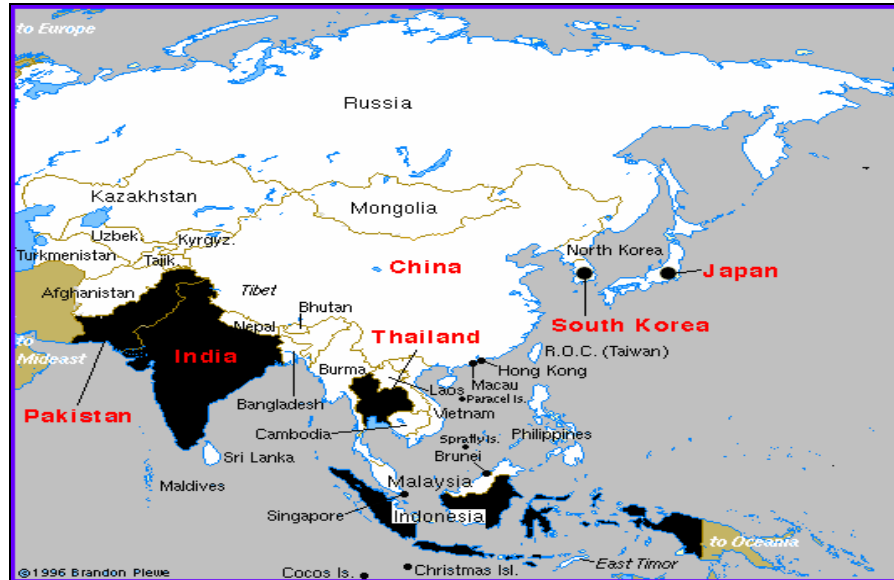 to Europe
Russia
Kazakhstan
Mongolia
Uzbek.
Kyrgyz.
Turkmenistan
Tajik.
North Korea
China
Japan
Afghanistan
Tibet
Bhutan
South Korea
Nepal
Thailand
to
Mideast
India
R.O.C. (Taiwan)
Burma
Hong Kong
Laos
Macau
Paracel Is.
Bangladesh
Pakistan
Vietnam
Cambodia
Spratly Is.
Philippines
Sri Lanka
Brunei
Maldives
Malaysia
Singapore
Indonesia
to Oceania
East Timor
©1996 Brandon Plewe
Cocos Is.
Christmas Isl.